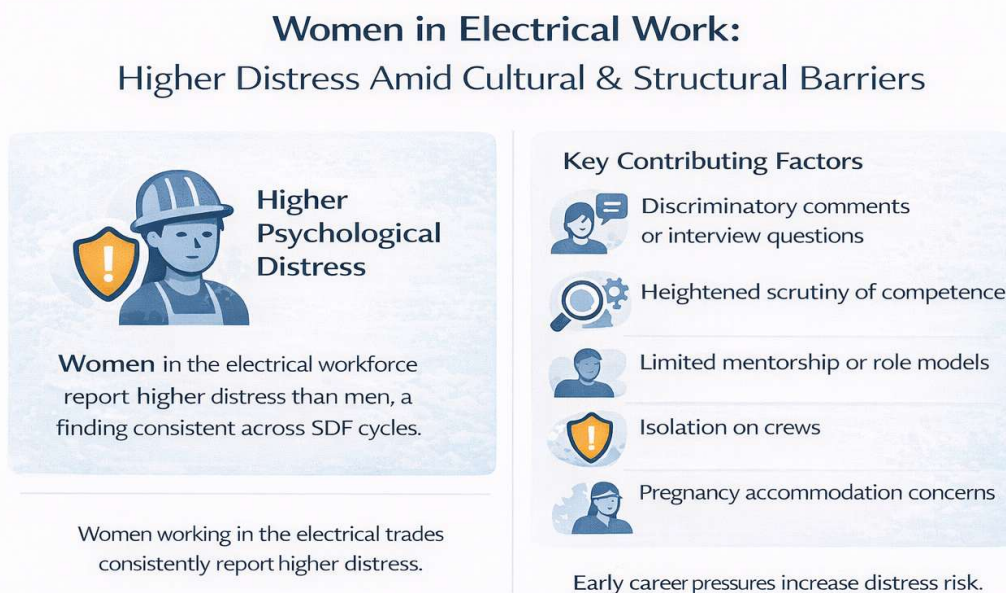 Women in Electrical Work:
Higher Distress Amid Cultural & Structural Barriers
Higher
Psychological
Distress
Women in the electrical workforce
report higher distress than men, a
finding consistent across SDF cycles.
Women working in the electrical trades
consistently report higher distress.
Key Contributing Factors
Discriminatory comments
or interview questions
Heightened scrutiny of competence
Limited mentorship or role models
Isolation on crews
Pregnancy accommodation concerns
Early career pressures increase distress risk.